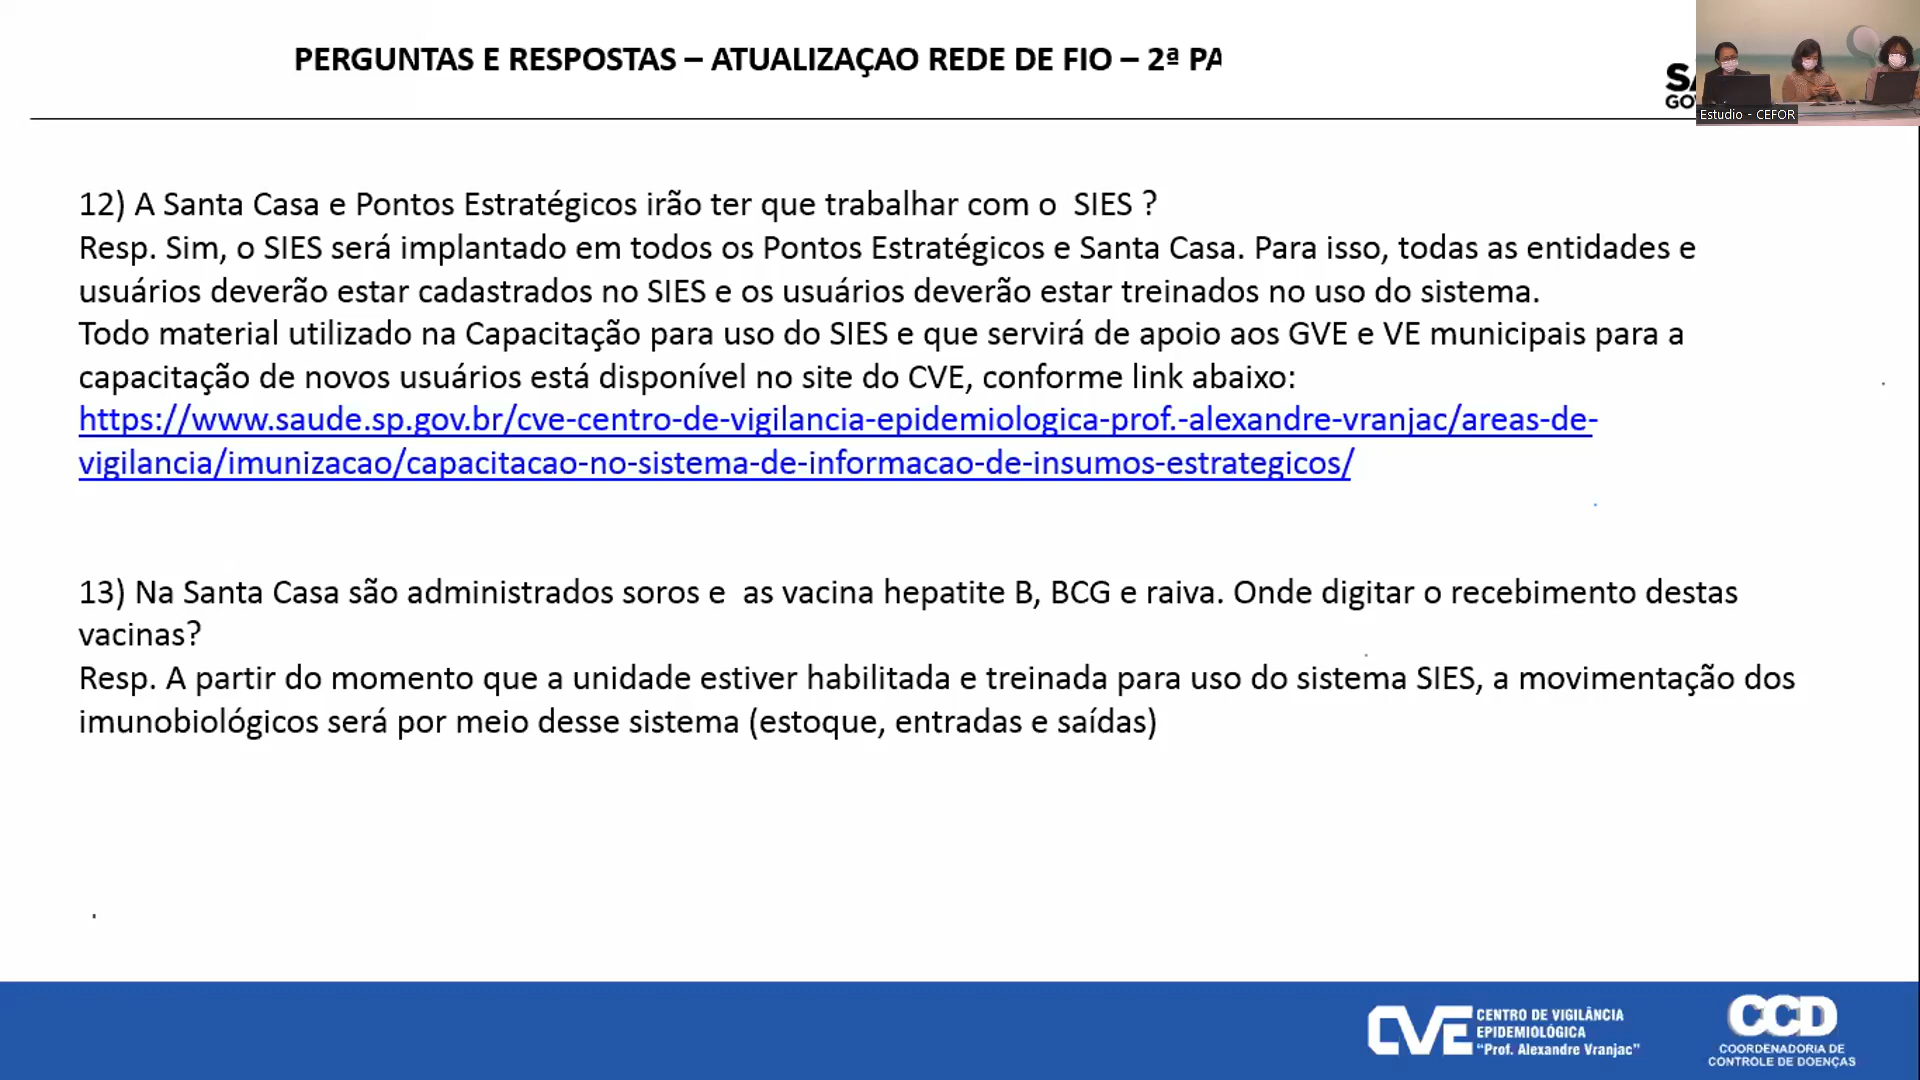 PERGUNTAS E RESPOSTAS – ATUALIZAÇAO REDE DE FIO – 2ª PA
Estudio - CEFOR
12) A Santa Casa e Pontos Estratégicos irão ter que trabalhar com o  SIES ?
Resp. Sim, o SIES será implantado em todos os Pontos Estratégicos e Santa Casa. Para isso, todas as entidades e
usuários deverão estar cadastrados no SIES e os usuários deverão estar treinados no uso do sistema.
Todo material utilizado na Capacitação para uso do SIES e que servirá de apoio aos GVE e VE municipais para a
capacitação de novos usuários está disponível no site do CVE, conforme link abaixo:
https://www.saude.sp.gov.br/cve-centro-de-vigilancia-epidemiologica-prof.-alexandre-vranjac/areas-de-
vigilancia/imunizacao/capacitacao-no-sistema-de-informacao-de-insumos-estrategicos/
13) Na Santa Casa são administrados soros e  as vacina hepatite B, BCG e raiva. Onde digitar o recebimento destas
vacinas?
Resp. A partir do momento que a unidade estiver habilitada e treinada para uso do sistema SIES, a movimentação dos
imunobiológicos será por meio desse sistema (estoque, entradas e saídas)
CVE CENTRO DE VIGILÂNCIA
EPIDEMIOLÓGICA
"Prof. Alexandre Vranjac"
CCD
COORDENADORIA DE
CONTROLE DE DOENÇAS